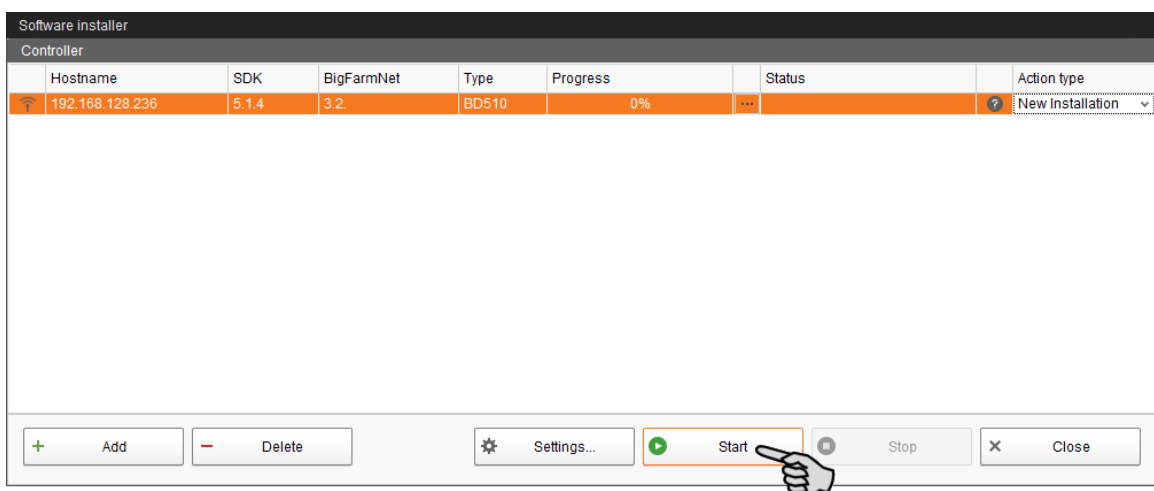 Software installer
Controller
Hostname SDK BigFarmNet Type Progress Status Action type
192.168.128.236 5.1.4 3.2. BD510 0% ... ? New Installation
Add Delete Settings... Start Stop Close